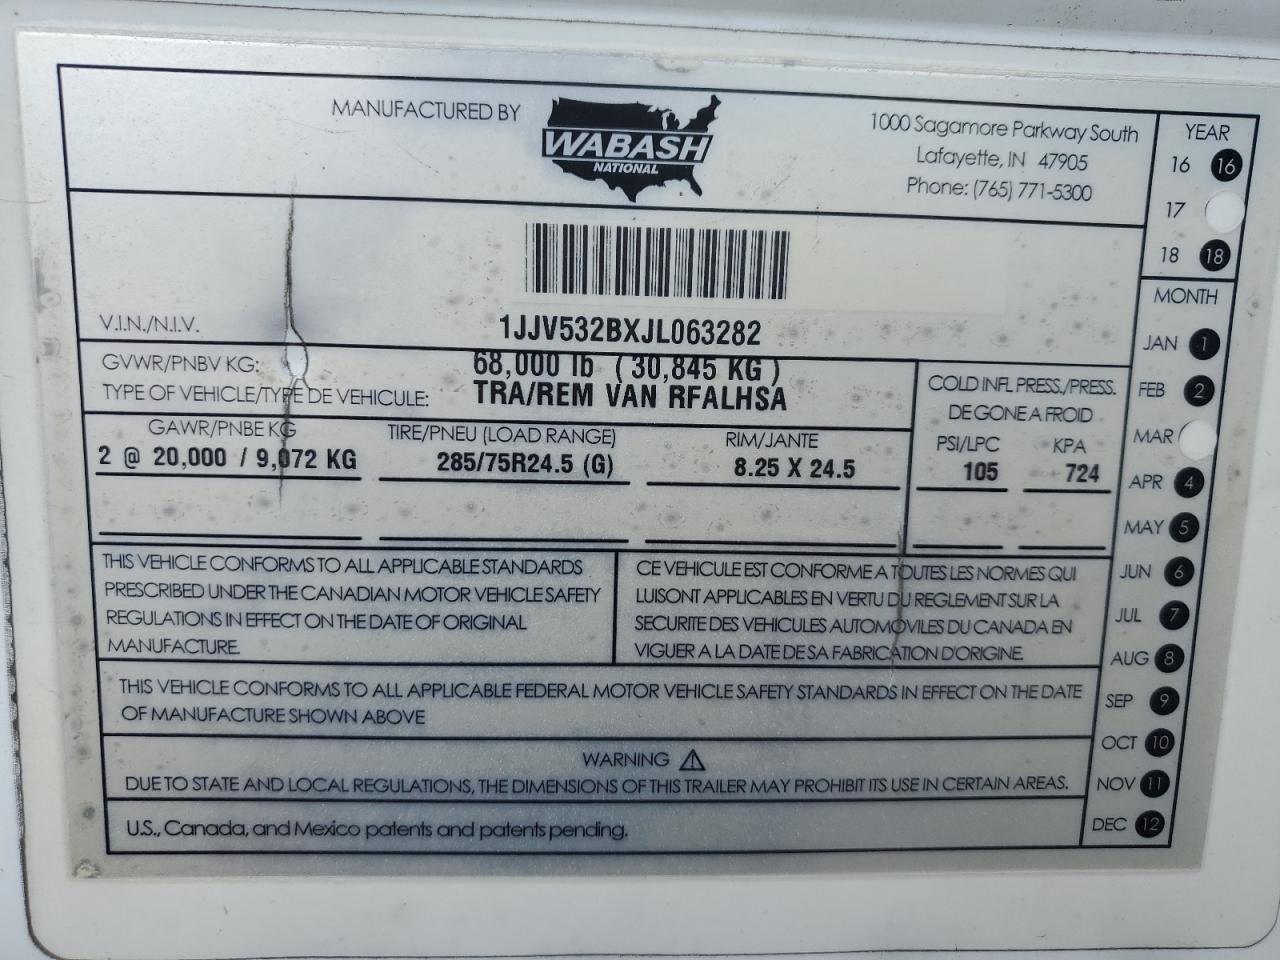 MANUFACTURED BY
WABASH
NATIONAL
1000 Sagamore Parkway South
Lafayette, IN 47905
Phone: (765) 771-5300
V.I.N./N.I.V.
1JJV532BXJL063282
GVWR/PNBV KG: 68,000 lb ( 30,845 KG )
TYPE OF VEHICLE/TYPE DE VEHICULE: TRA/REM VAN RFALHSA
GAWR/PNBE KG
2 @ 20,000 / 9,072 KG
TIRE/PNEU (LOAD RANGE)
285/75R24.5 (G)
RIM/JANTE
8.25 X 24.5
COLD INFL PRESS./PRESS.
DE GONE A FROID
PSI/LPC KPA
105 724
THIS VEHICLE CONFORMS TO ALL APPLICABLE STANDARDS
PRESCRIBED UNDER THE CANADIAN MOTOR VEHICLE SAFETY
REGULATIONS IN EFFECT ON THE DATE OF ORIGINAL
MANUFACTURE.
CE VEHICULE EST CONFORME A TOUTES LES NORMES QUI
LUI SONT APPLICABLES EN VERTU DU REGLEMENT SUR LA
SECURITE DES VEHICULES AUTOMOVILES DU CANADA EN
VIGUER A LA DATE DE SA FABRICATION D'ORIGINE.
THIS VEHICLE CONFORMS TO ALL APPLICABLE FEDERAL MOTOR VEHICLE SAFETY STANDARDS IN EFFECT ON THE DATE
OF MANUFACTURE SHOWN ABOVE
WARNING
DUE TO STATE AND LOCAL REGULATIONS, THE DIMENSIONS OF THIS TRAILER MAY PROHIBIT ITS USE IN CERTAIN AREAS.
U.S., Canada, and Mexico patents and patents pending.
YEAR
16 16
17
18 18
MONTH
JAN 1
FEB 2
MAR
APR 4
MAY 5
JUN 6
JUL 7
AUG 8
SEP 9
OCT 10
NOV 11
DEC 12